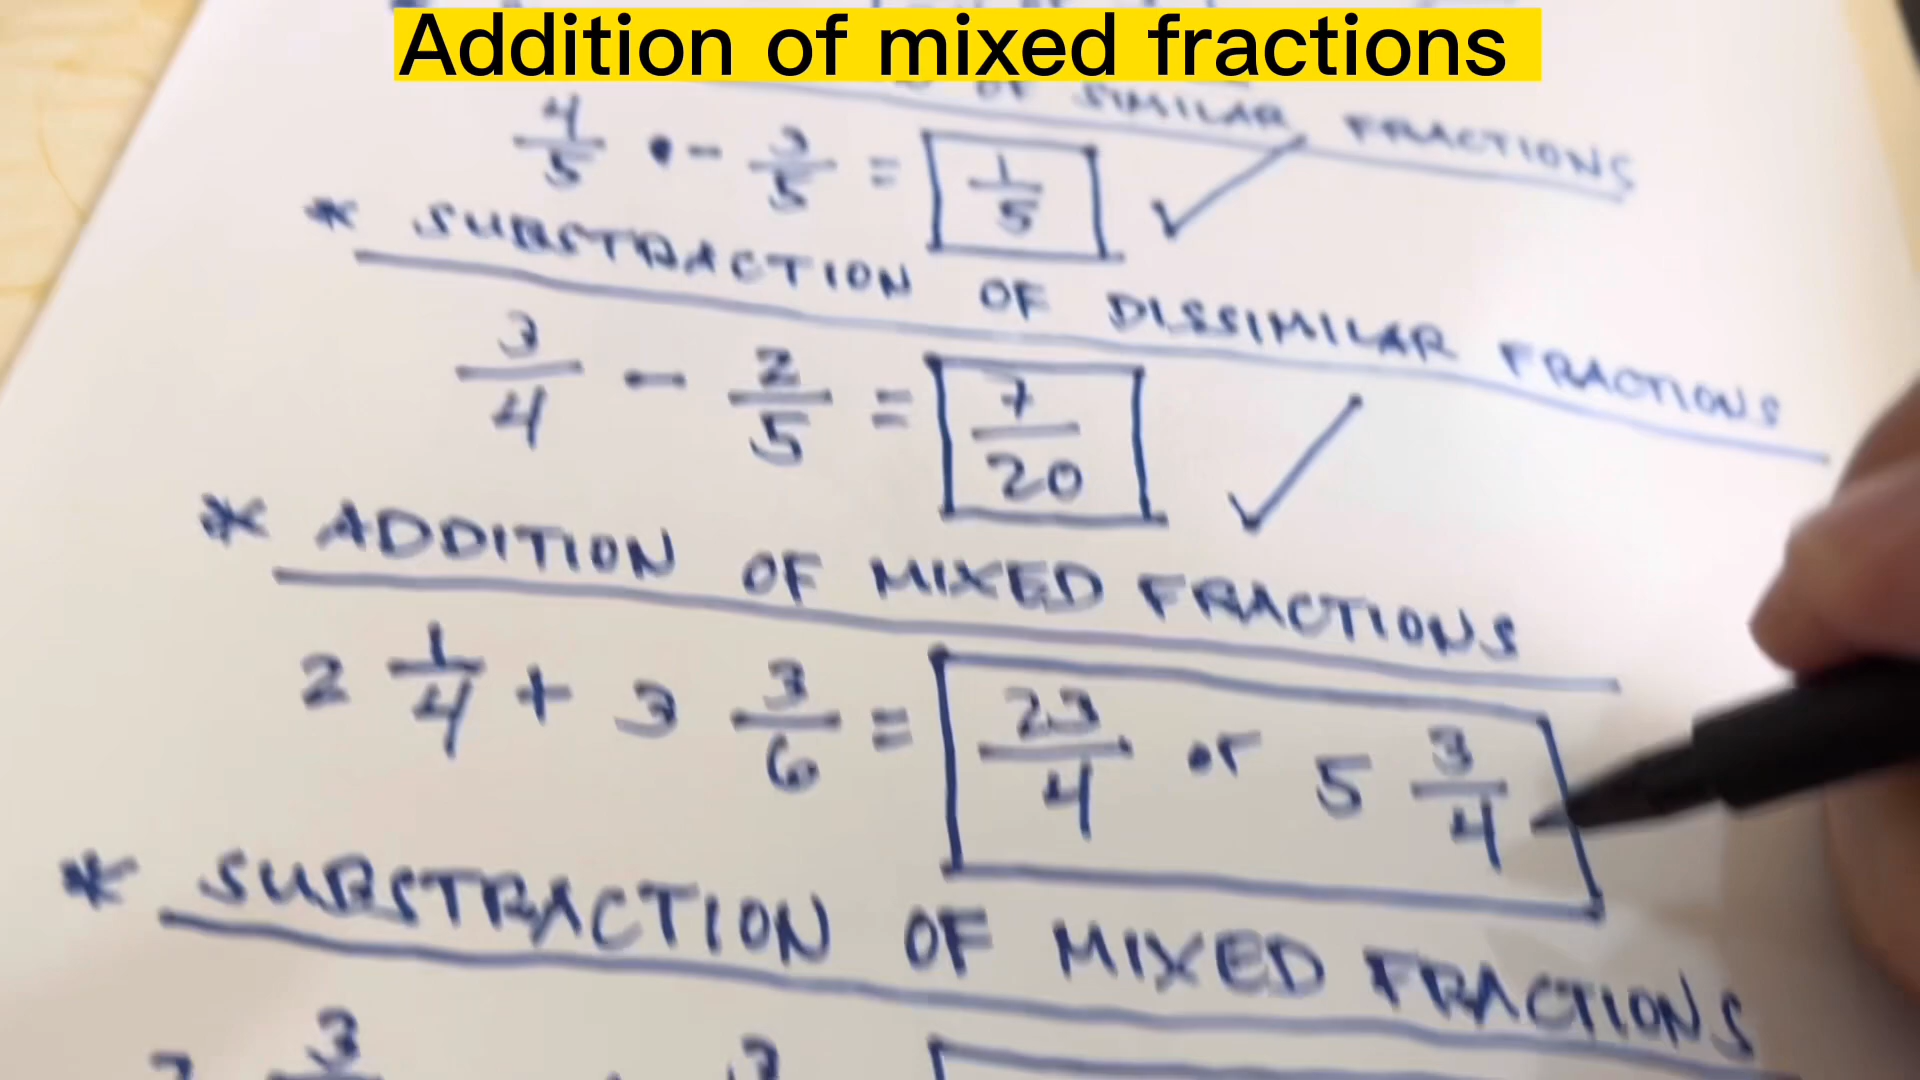 Addition of mixed fractions
OF SIMILAR FRACTIONS
4/5 - 3/5 = 1/5
* SUBSTRACTION OF DISSIMILAR FRACTIONS
3/4 - 2/5 = 7/20
* ADDITION OF MIXED FRACTIONS
2 1/4 + 3 3/6 = 23/4 or 5 3/4
* SUBSTRACTION OF MIXED FRACTIONS
3